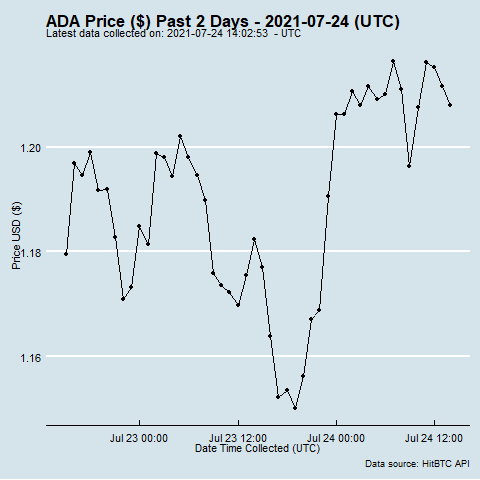 ADA Price ($) Past 2 Days - 2021-07-24 (UTC)
Latest data collected on: 2021-07-24 14:02:53 - UTC
1.20
1.18
1.16
Price USD ($)
Jul 23 00:00 Jul 23 12:00 Jul 24 00:00 Jul 24 12:00
Date Time Collected (UTC)
Data source: HitBTC API